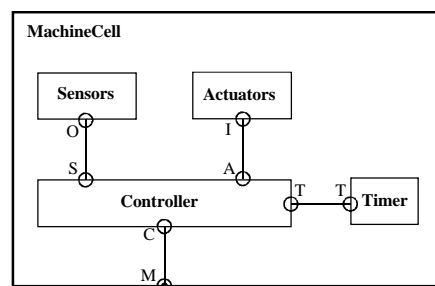 MachineCell
Sensors Actuators
O I
S A
T T
Controller Timer
C
M